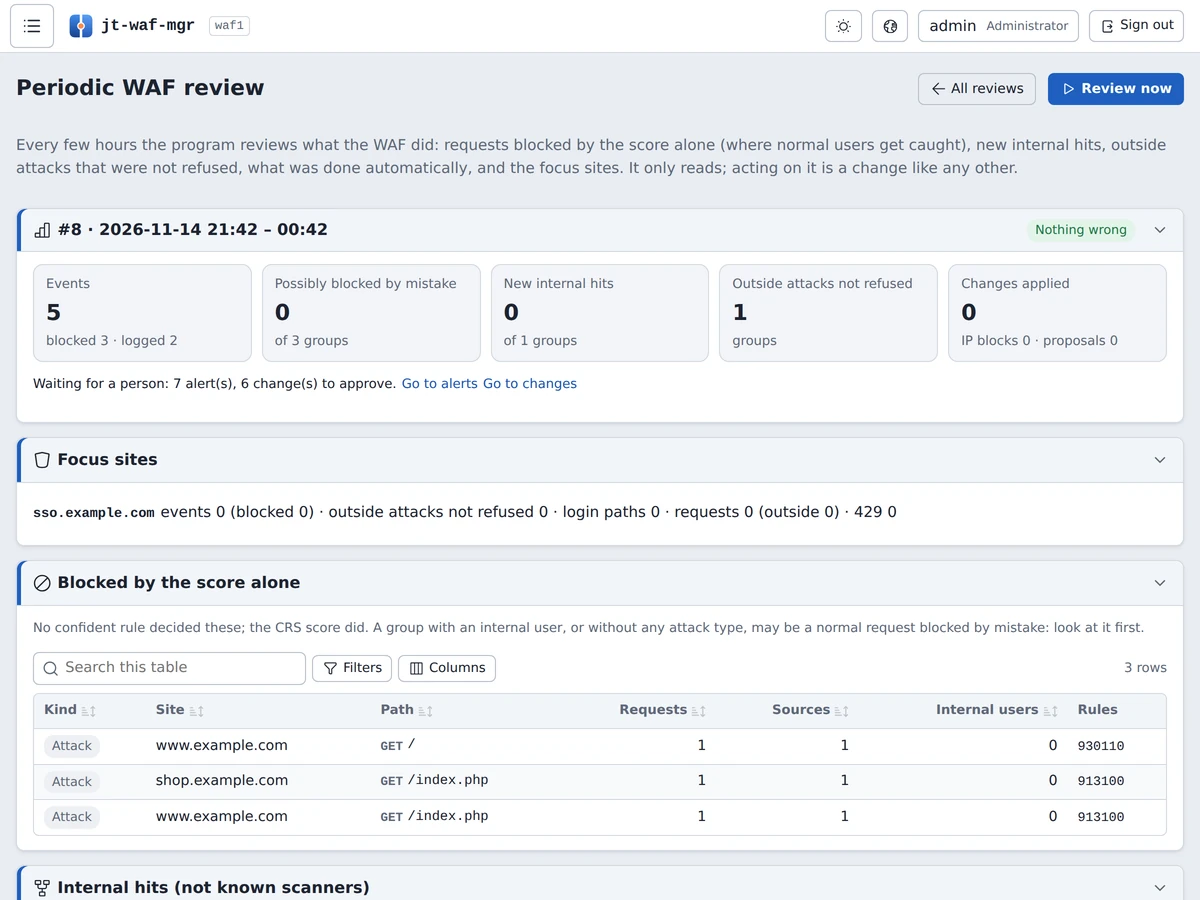 jt-waf-mgr waf1 admin Administrator Sign out
Periodic WAF review
All reviews Review now
Every few hours the program reviews what the WAF did: requests blocked by the score alone (where normal users get caught), new internal hits, outside
attacks that were not refused, what was done automatically, and the focus sites. It only reads; acting on it is a change like any other.
#8 · 2026-11-14 21:42 – 00:42 Nothing wrong
Events
5
blocked 3 · logged 2
Possibly blocked by mistake
0
of 3 groups
New internal hits
0
of 1 groups
Outside attacks not refused
1
groups
Changes applied
0
IP blocks 0 · proposals 0
Waiting for a person: 7 alert(s), 6 change(s) to approve. Go to alerts Go to changes
Focus sites
sso.example.com events 0 (blocked 0) · outside attacks not refused 0 · login paths 0 · requests 0 (outside 0) · 429 0
Blocked by the score alone
No confident rule decided these; the CRS score did. A group with an internal user, or without any attack type, may be a normal request blocked by mistake: look at it first.
Search this table Filters Columns 3 rows
Kind Site Path Requests Sources Internal users Rules
Attack www.example.com GET / 1 1 0 930110
Attack shop.example.com GET /index.php 1 1 0 913100
Attack www.example.com GET /index.php 1 1 0 913100
Internal hits (not known scanners)